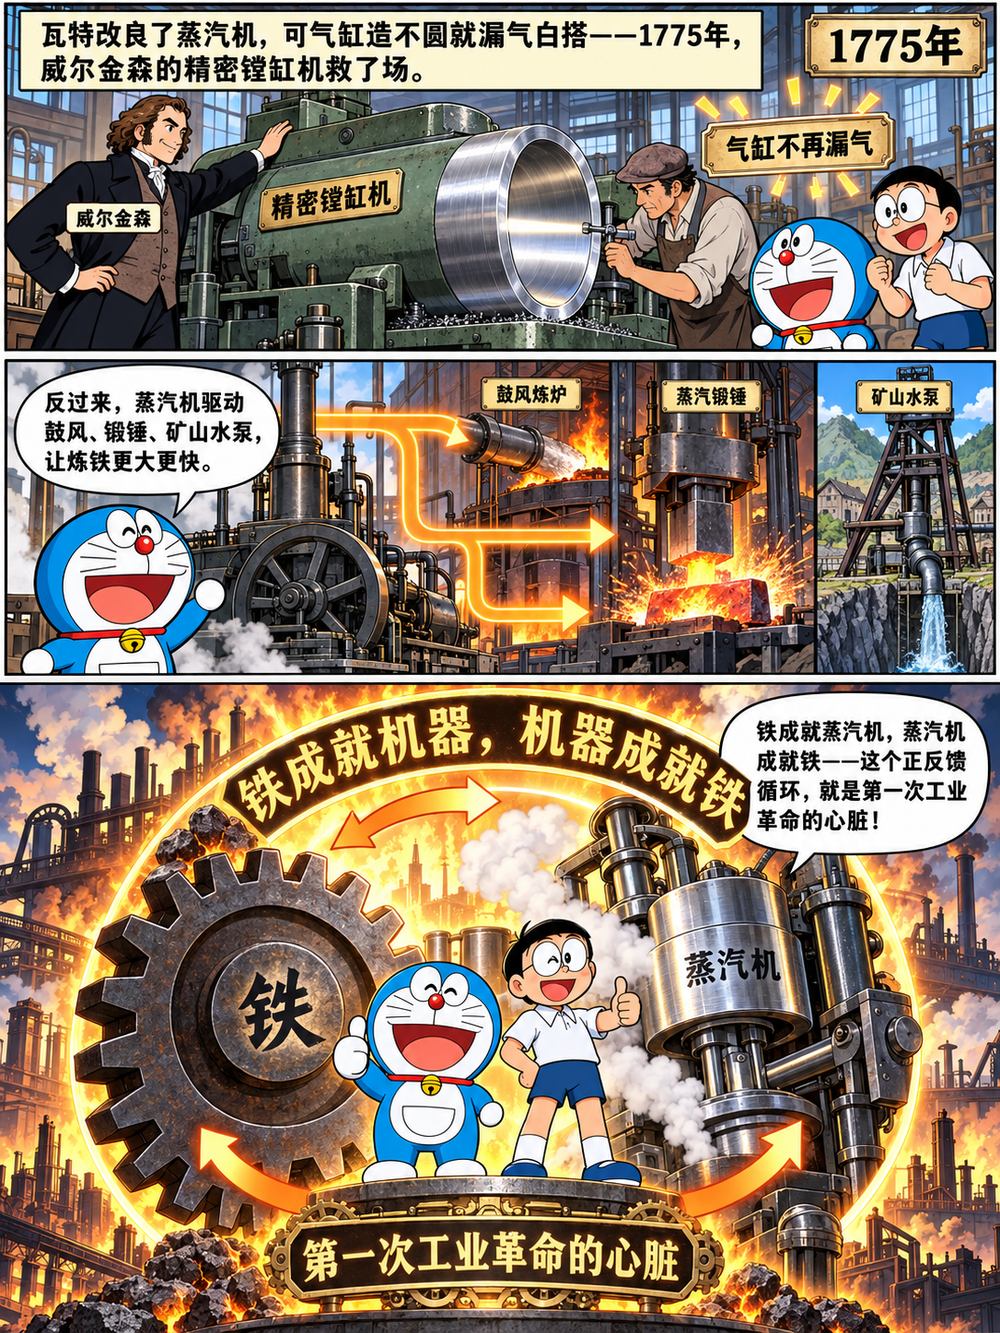 瓦特改良了蒸汽机，可气缸造不圆就漏气白搭——1775年，
威尔金森的精密镗缸机救了场。
1775年
气缸不再漏气
精密镗缸机
威尔金森
反过来，蒸汽机驱动
鼓风、锻锤、矿山水泵，
让炼铁更大更快。
鼓风炼炉
蒸汽锻锤
矿山水泵
铁成就机器，机器成就铁
铁成就蒸汽机，蒸汽机
成就铁——这个正反馈
循环，就是第一次工业
革命的心脏！
铁
蒸汽机
第一次工业革命的心脏